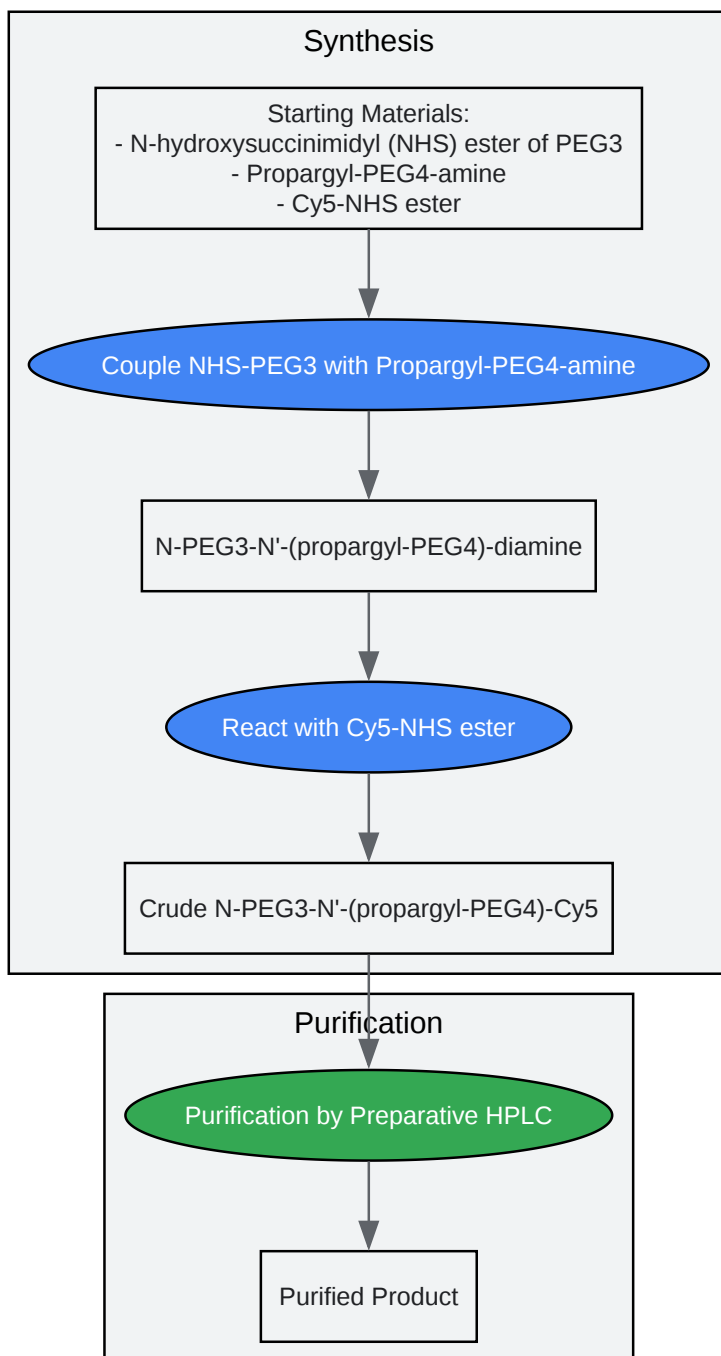 Synthesis
Starting Materials:
- N-hydroxysuccinimidyl (NHS) ester of PEG3
- Propargyl-PEG4-amine
- Cy5-NHS ester
Couple NHS-PEG3 with Propargyl-PEG4-amine
N-PEG3-N'-(propargyl-PEG4)-diamine
React with Cy5-NHS ester
Crude N-PEG3-N'-(propargyl-PEG4)-Cy5
Purification
Purification by Preparative HPLC
Purified Product